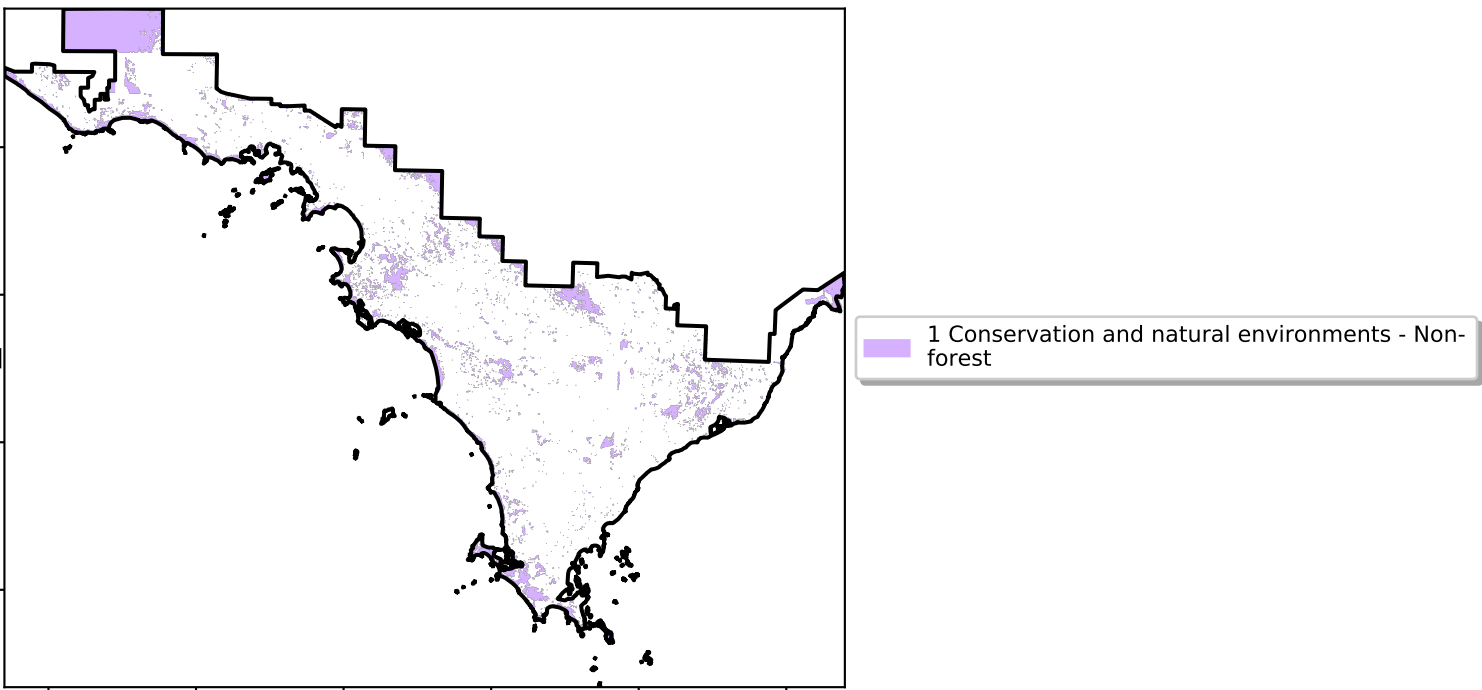 1 Conservation and natural environments - Non-
forest